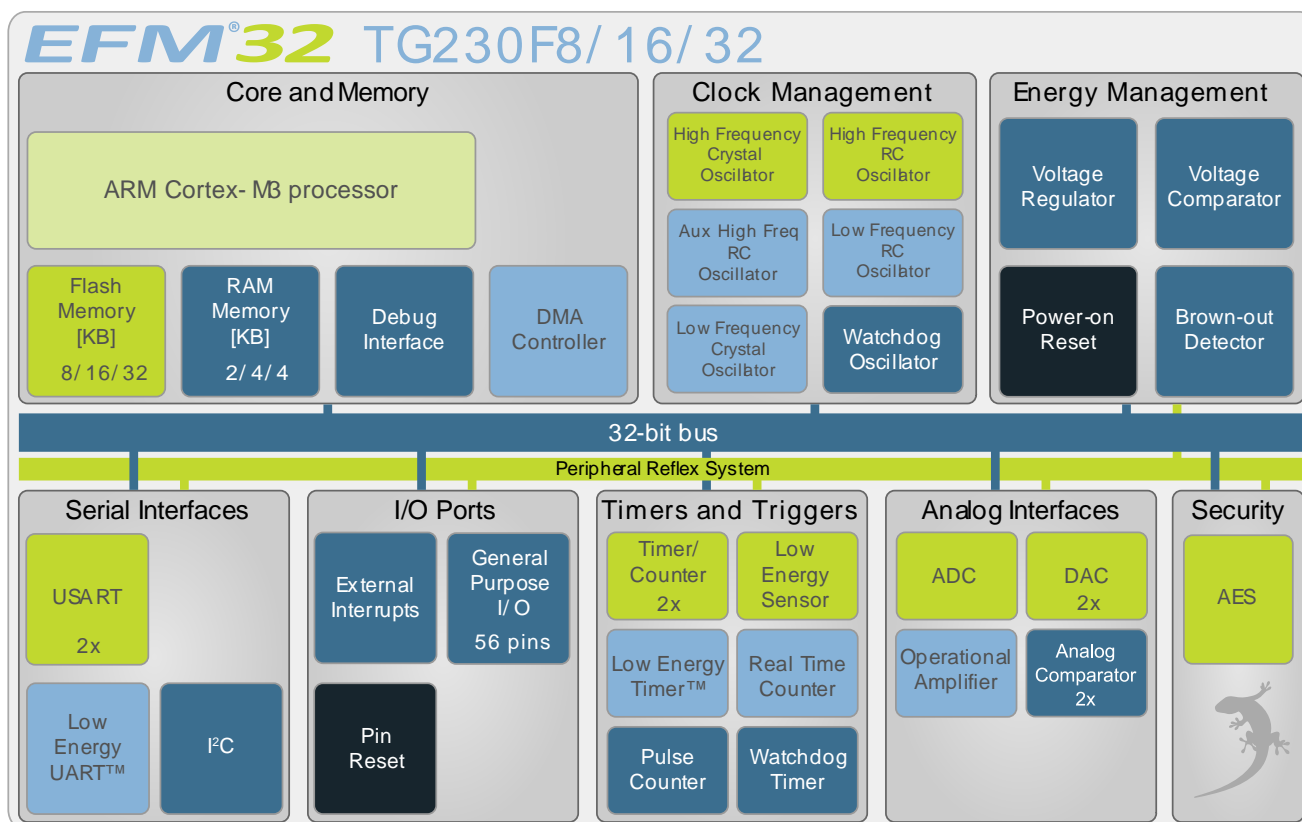 EFM®32 TG230F8/16/32
Core and Memory
ARM Cortex-M3 processor
Flash
Memory
[KB]
8/16/32
RAM
Memory
[KB]
2/4/4
Debug
Interface
DMA
Controller
Clock Management
High Frequency
Crystal
Oscillator
High Frequency
RC
Oscillator
Aux High Freq
RC
Oscillator
Low Frequency
RC
Oscillator
Low Frequency
Crystal
Oscillator
Watchdog
Oscillator
Energy Management
Voltage
Regulator
Voltage
Comparator
Power-on
Reset
Brown-out
Detector
32-bit bus
Peripheral Reflex System
Serial Interfaces
USART
2x
Low
Energy
UART™
I²C
I/O Ports
External
Interrupts
General
Purpose
I/O
56 pins
Pin
Reset
Timers and Triggers
Timer/
Counter
2x
Low
Energy
Sensor
Low Energy
Timer™
Real Time
Counter
Pulse
Counter
Watchdog
Timer
Analog Interfaces
ADC
DAC
2x
Operational
Amplifier
Analog
Comparator
2x
Security
AES